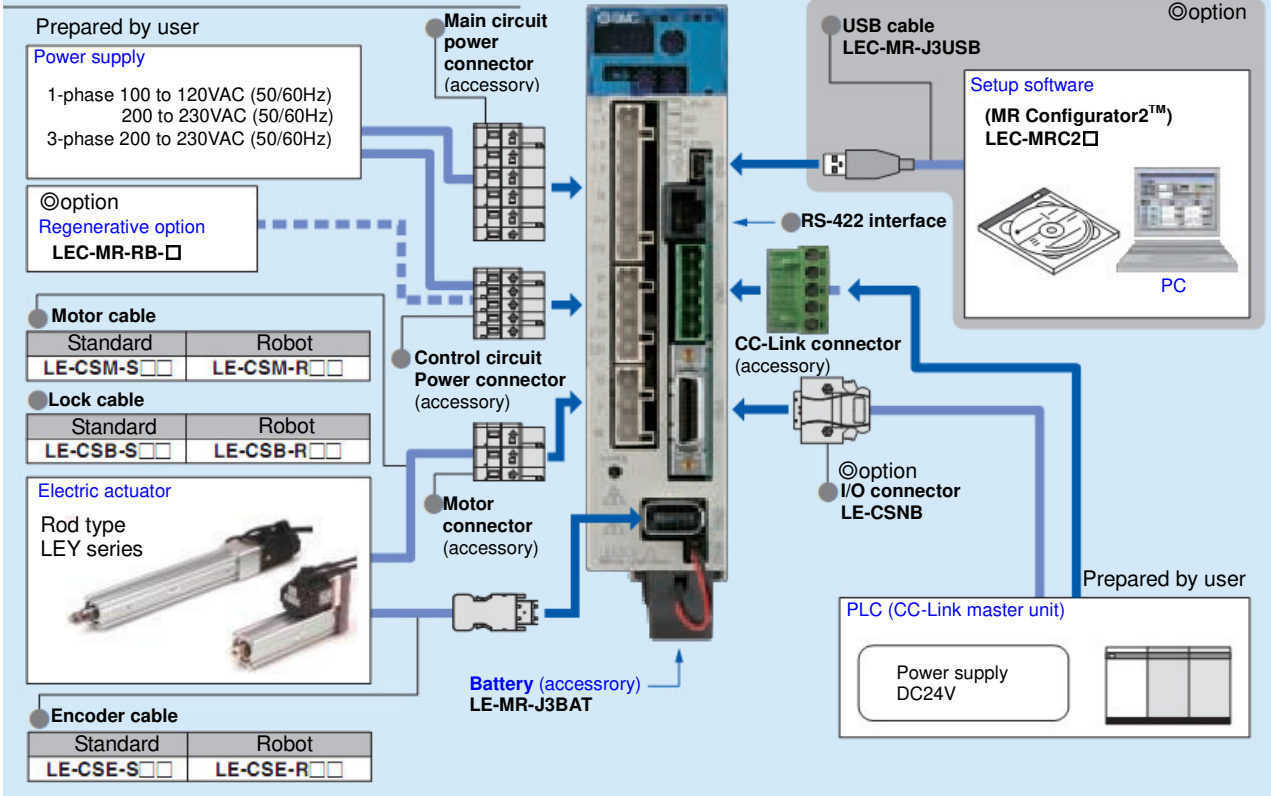 Prepared by user
Power supply
1-phase 100 to 120VAC (50/60Hz)
200 to 230VAC (50/60Hz)
3-phase 200 to 230VAC (50/60Hz)
◎option
Regenerative option
LEC-MR-RB-□
Motor cable
Standard Robot
LE-CSM-S□□ LE-CSM-R□□
Lock cable
Standard Robot
LE-CSB-S□□ LE-CSB-R□□
Electric actuator
Rod type
LEY series
Encoder cable
Standard Robot
LE-CSE-S□□ LE-CSE-R□□
Main circuit
power
connector
(accessory)
Control circuit
Power connector
(accessory)
Motor
connector
(accessory)
Battery (accessrory)
LE-MR-J3BAT
SMC
◎option
USB cable
LEC-MR-J3USB
Setup software
(MR Configurator2™)
LEC-MRC2□
PC
RS-422 interface
CC-Link connector
(accessory)
◎option
I/O connector
LE-CSNB
Prepared by user
PLC (CC-Link master unit)
Power supply
DC24V